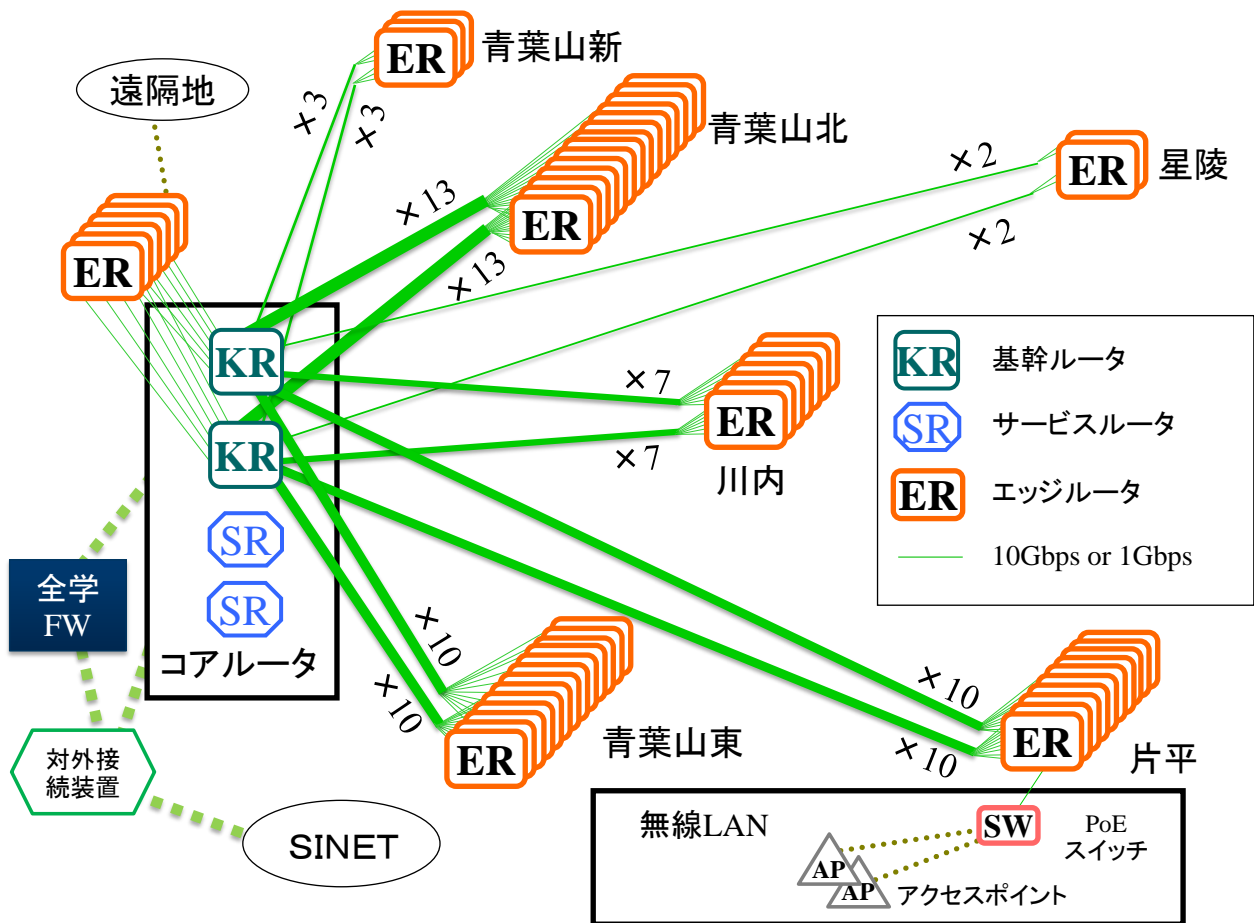 ER
青葉山新
遠隔地
×3
×3
青葉山北
×13
ER
×13
×2
ER
星陵
×2
ER
KR
×7
ER
×7
川内
KR
SR
SR
コアルータ
全学
FW
対外接
続装置
SINET
KR
基幹ルータ
SR
サービスルータ
ER
エッジルータ
10Gbps or 1Gbps
×10
×10
ER
青葉山東
×10
×10
ER
片平
無線LAN
SW
PoE
スイッチ
AP
AP
アクセスポイント